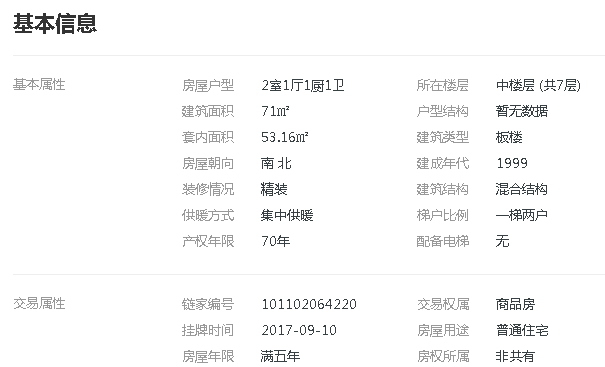 基本信息
基本属性 房屋户型 2室1厅1厨1卫 所在楼层 中楼层 (共7层)
建筑面积 71㎡ 户型结构 暂无数据
套内面积 53.16㎡ 建筑类型 板楼
房屋朝向 南 北 建成年代 1999
装修情况 精装 建筑结构 混合结构
供暖方式 集中供暖 梯户比例 一梯两户
产权年限 70年 配备电梯 无
交易属性 链家编号 101102064220 交易权属 商品房
挂牌时间 2017-09-10 房屋用途 普通住宅
房屋年限 满五年 房权所属 非共有